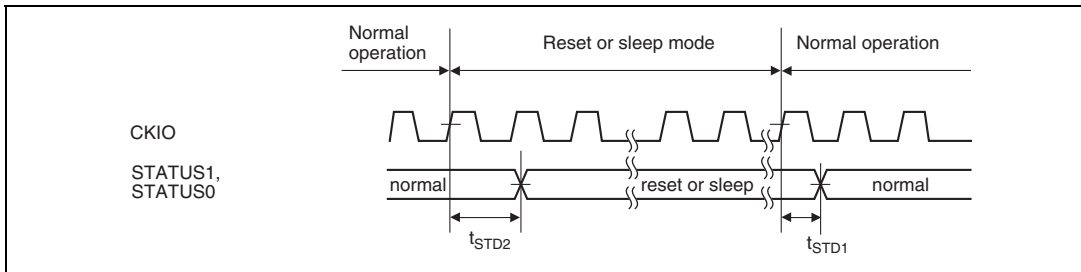 Normal
operation
Reset or sleep mode
Normal operation
CKIO
STATUS1,
STATUS0
normal
reset or sleep
normal
tSTD2
tSTD1